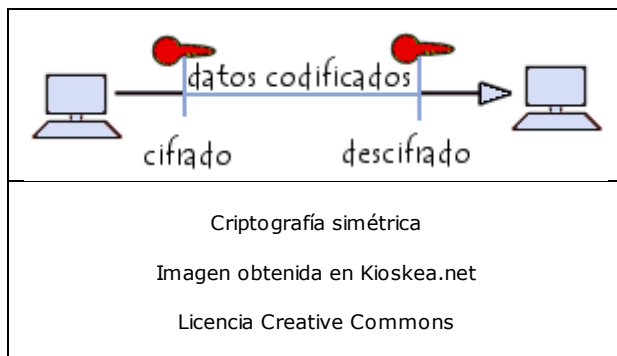 datos codificados
cifrado descifrado
Criptografía simétrica
Imagen obtenida en Kioskea.net
Licencia Creative Commons